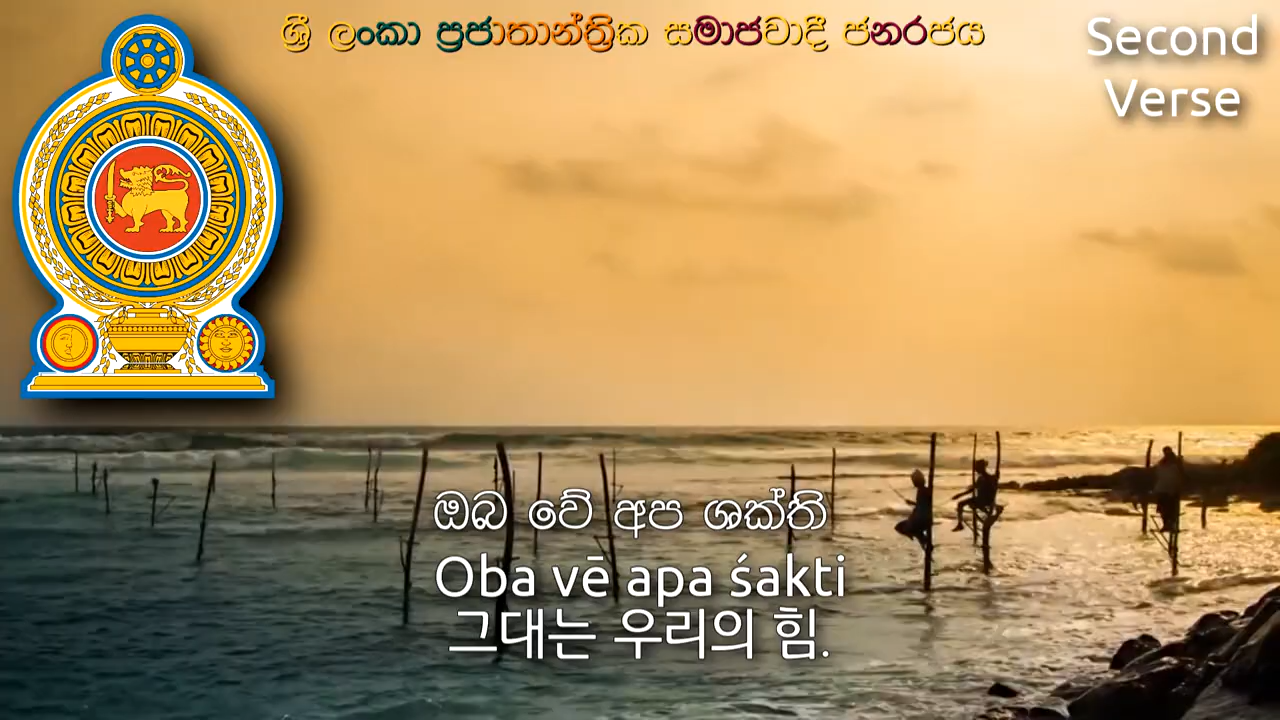 ශ්‍රී ලංකා ප්‍රජාතාන්ත්‍රික සමාජවාදී ජනරජය
Second
Verse
ඔබ වේ අප ශක්ති
Oba vē apa śakti
그대는 우리의 힘.